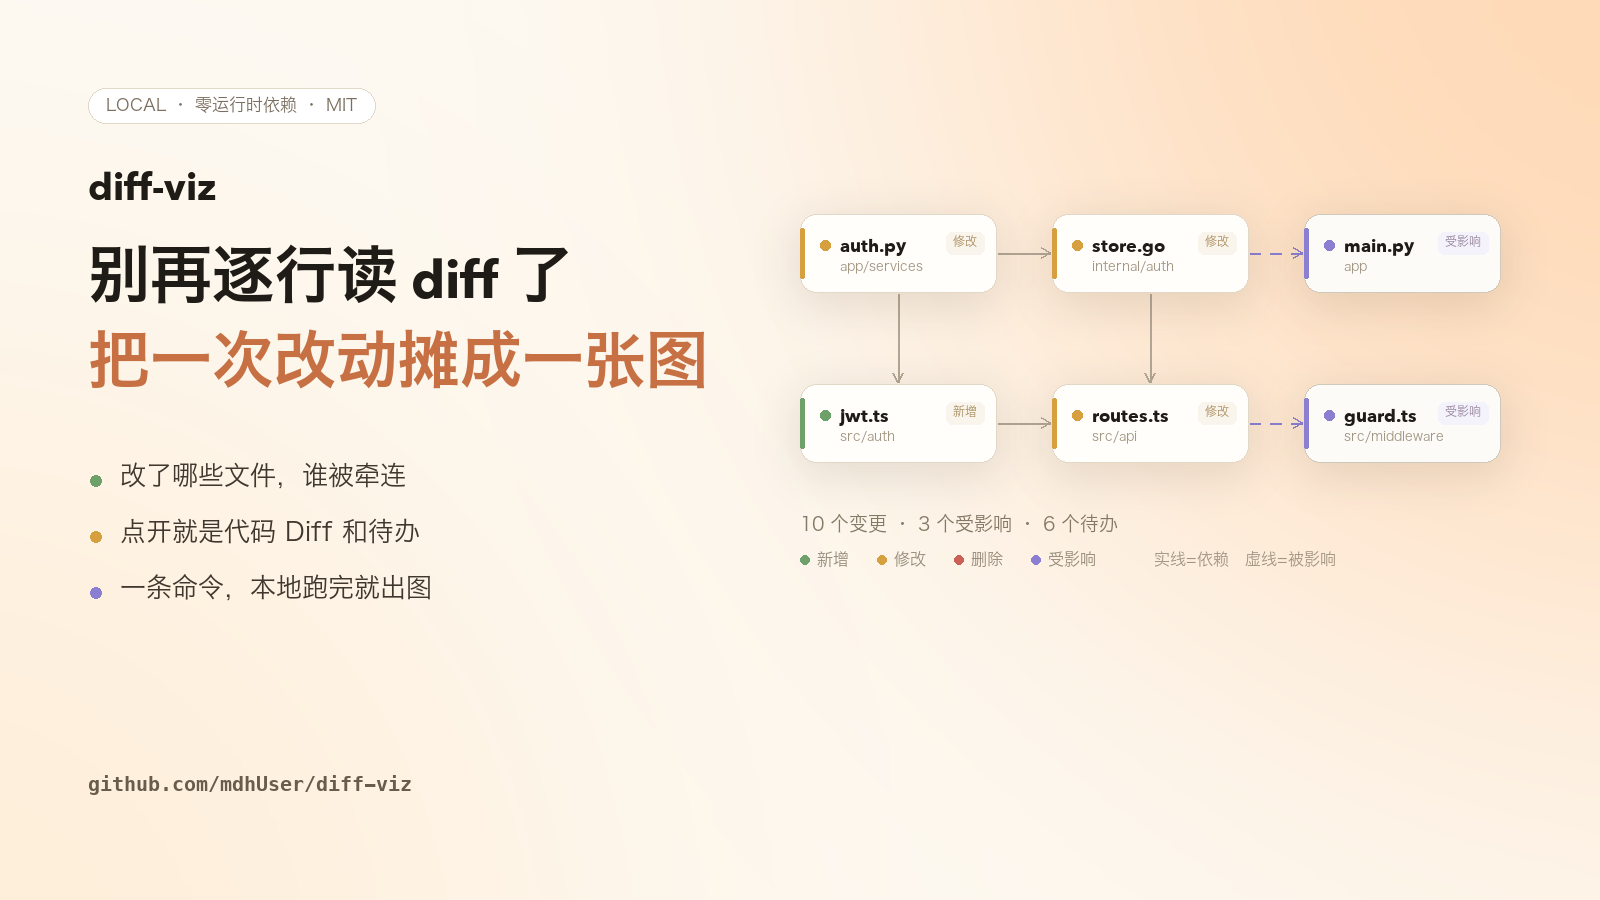 LOCAL · 零运行时依赖 · MIT
diff-viz
别再逐行读 diff 了
把一次改动摊成一张图
改了哪些文件，谁被牵连
点开就是代码 Diff 和待办
一条命令，本地跑完就出图
github.com/mdhUser/diff-viz
auth.py 修改
app/services
store.go 修改
internal/auth
main.py 受影响
app
jwt.ts 新增
src/auth
routes.ts 修改
src/api
guard.ts 受影响
src/middleware
10 个变更 · 3 个受影响 · 6 个待办
新增 修改 删除 受影响 实线=依赖 虚线=被影响